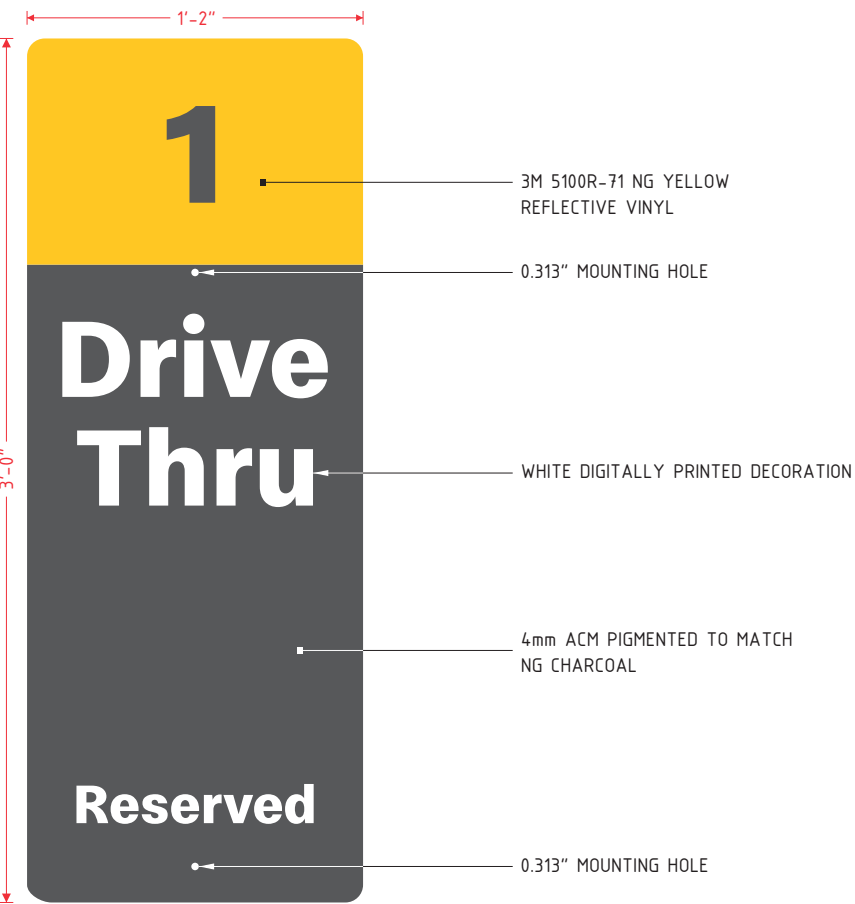 1'-2"
1
3M 5100R-71 NG YELLOW
REFLECTIVE VINYL
0.313" MOUNTING HOLE
Drive
Thru
3'-0"
WHITE DIGITALLY PRINTED DECORATION
4mm ACM PIGMENTED TO MATCH
NG CHARCOAL
Reserved
0.313" MOUNTING HOLE